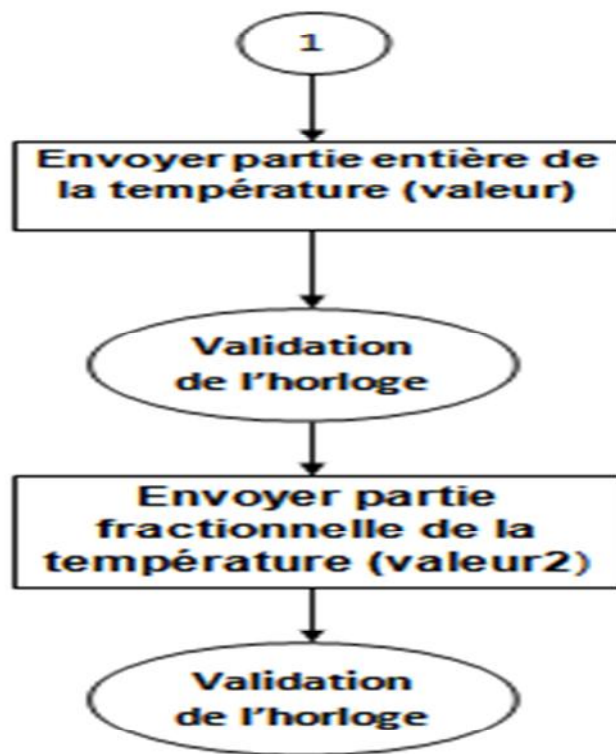 1
Envoyer partie entière de
la température (valeur)
Validation
de l'horloge
Envoyer partie
fractionnelle de la
température (valeur2)
Validation
de l'horloge